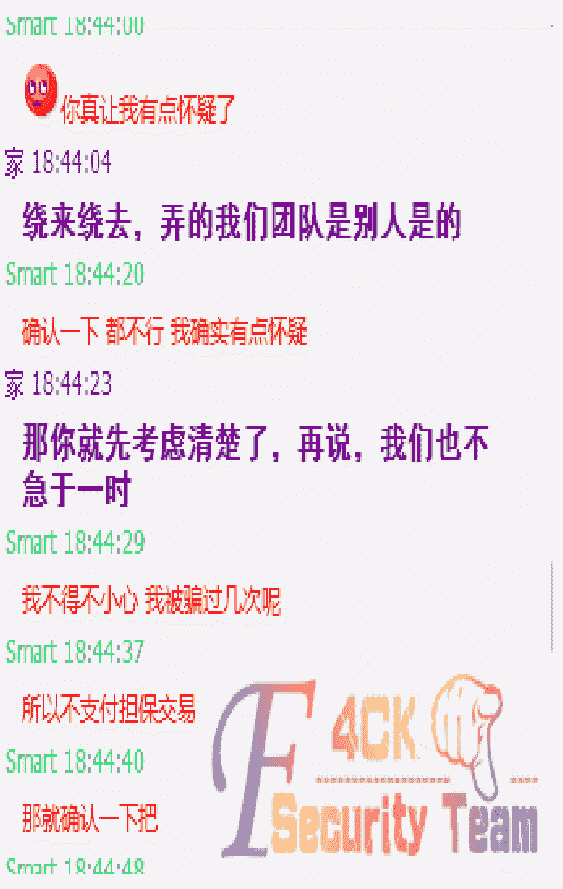 Smart 18:44:00
你真让我有点怀疑了
家 18:44:04
绕来绕去，弄的我们团队是别人是的
Smart 18:44:20
确认一下 都不行 我确实有点怀疑
家 18:44:23
那你就先考虑清楚了，再说，我们也不
急于一时
Smart 18:44:29
我不得不小心 我被骗过几次呢
Smart 18:44:37
所以不支付担保交易
Smart 18:44:40
那就确认一下把
Smart 18:44:48
F4CK
Security Team